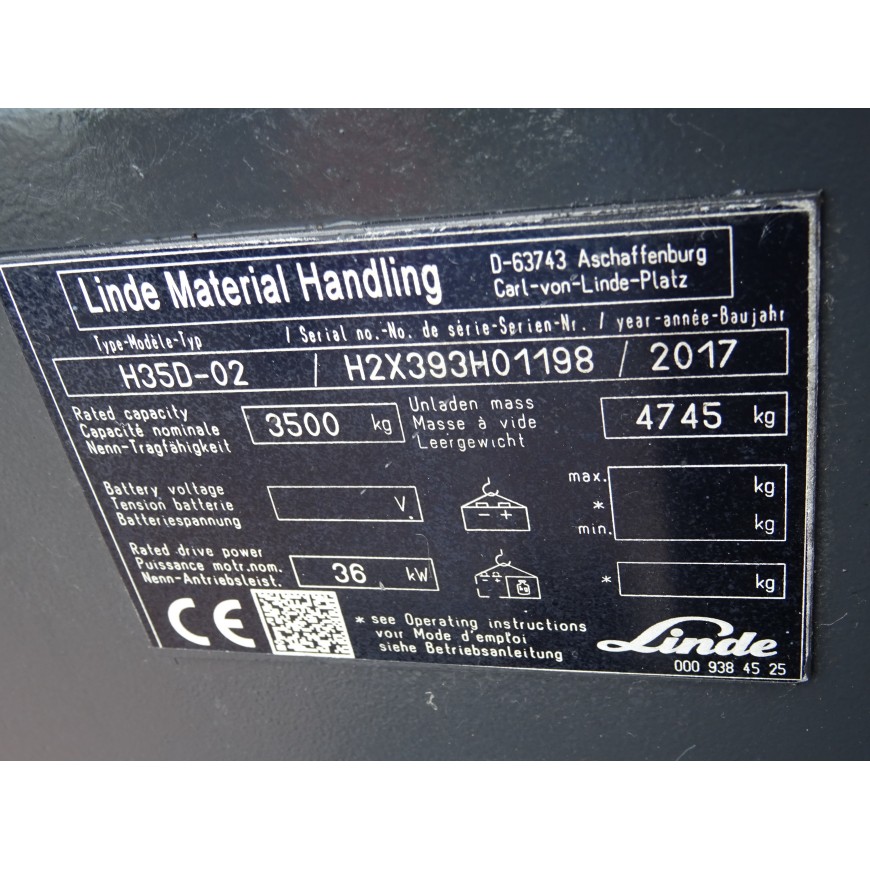 Linde Material Handling
D-63743 Aschaffenburg
Carl-von-Linde-Platz
Type-Modèle-Typ / Serial no.-No. de série-Serien-Nr. / year-année-Baujahr
H35D-02 / H2X393H01198 / 2017
Rated capacity
Capacité nominale
Nenn-Tragfähigkeit
3500 kg
Unladen mass
Masse à vide
Leergewicht
4745 kg
Battery voltage
Tension batterie
Batteriespannung
V.
- +
max.
*
min.
kg
kg
Rated drive power
Puissance motr.nom.
Nenn-Antriebsleist.
36 kW
kg
* kg
CE
* see Operating instructions
voir Mode d'emploi
siehe Betriebsanleitung
Linde
000 938 45 25